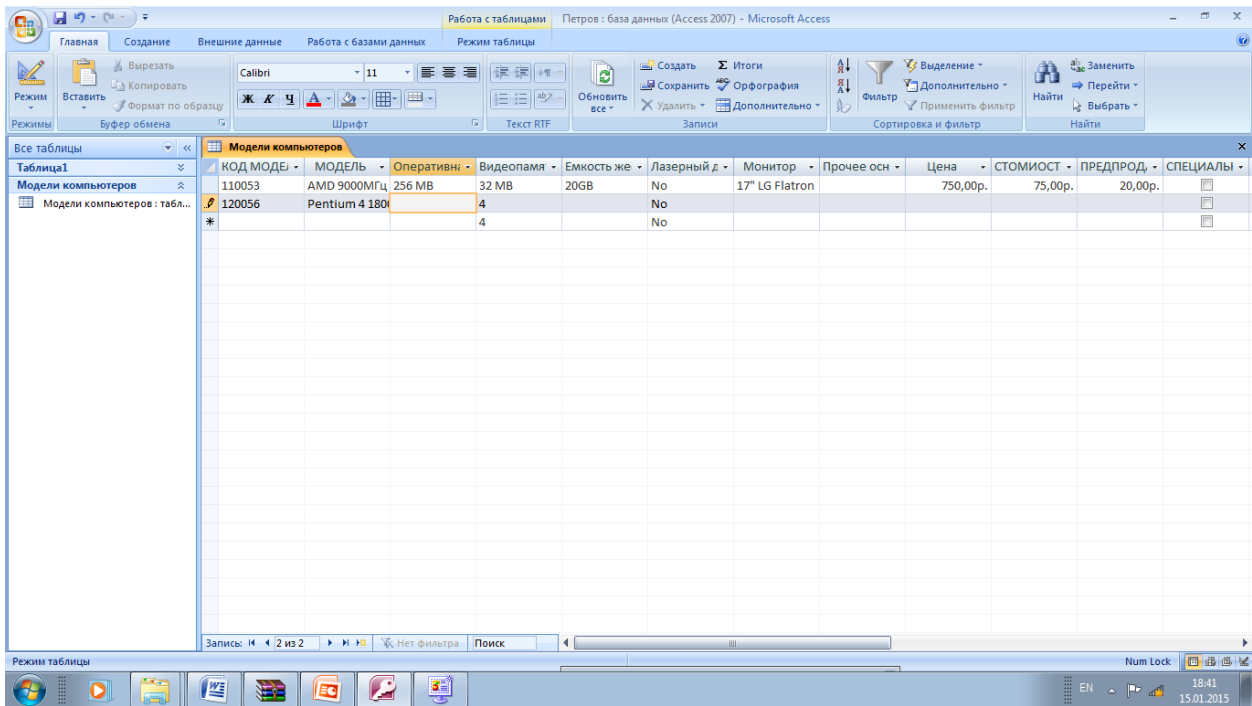 Работа с таблицами Петров : база данных (Access 2007) - Microsoft Access
Главная Создание Внешние данные Работа с базами данных Режим таблицы
Режим
Вставить
Вырезать
Копировать
Формат по образцу
Calibri 11
Ж К Ч
Обновить все
Создать
Сохранить
Удалить
Итоги
Орфография
Дополнительно
Фильтр
Выделение
Дополнительно
Применить фильтр
Найти
Заменить
Перейти
Выбрать
Режимы Буфер обмена Шрифт Текст RTF Записи Сортировка и фильтр Найти
Все таблицы
Модели компьютеров
КОД МОДЕЛ МОДЕЛЬ Оперативна Видеопамят Емкость же Лазерный д Монитор Прочее осн Цена СТОМИОСТ ПРЕДПРОД СПЕЦИАЛЫ
Таблица1
Модели компьютеров
Модели компьютеров : табл...
110053 AMD 9000МГц 256 MB 32 MB 20GB No 17" LG Flatron 750,00р. 75,00р. 20,00р.
120056 Pentium 4 180 4 No
4 No
Запись: 2 из 2 Нет фильтра Поиск
Режим таблицы Num Lock
EN 18:41
15.01.2015